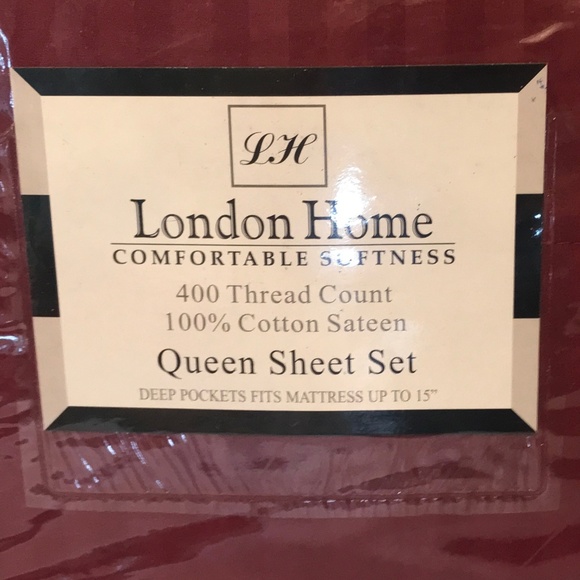 LH
London Home
COMFORTABLE SOFTNESS
400 Thread Count
100% Cotton Sateen
Queen Sheet Set
DEEP POCKETS FITS MATTRESS UP TO 15"